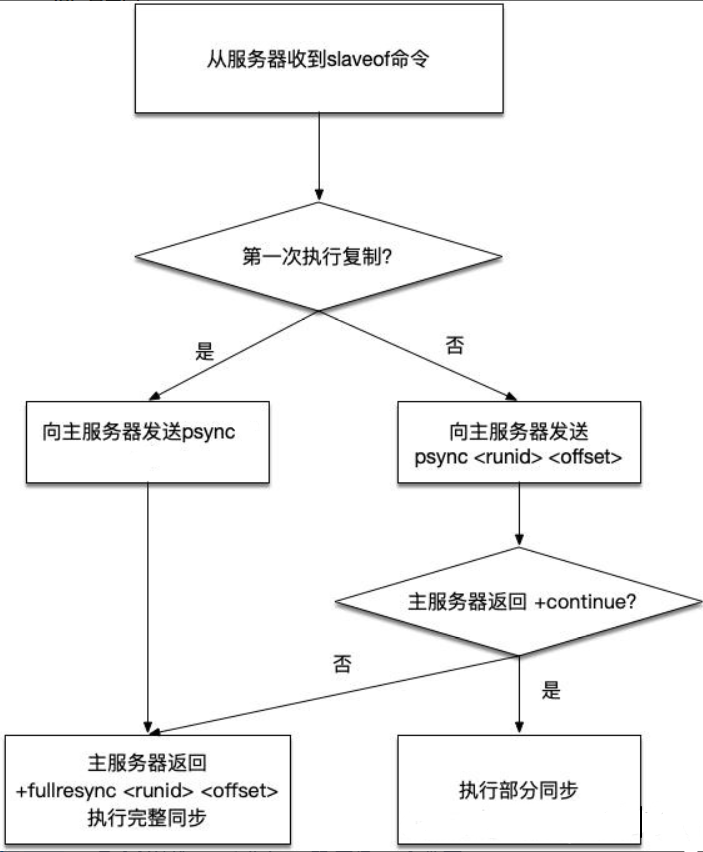 从服务器收到slaveof命令
第一次执行复制?
是
否
向主服务器发送psync
向主服务器发送
psync <runid> <offset>
主服务器返回 +continue?
否
是
主服务器返回
+fullresync <runid> <offset>
执行完整同步
执行部分同步